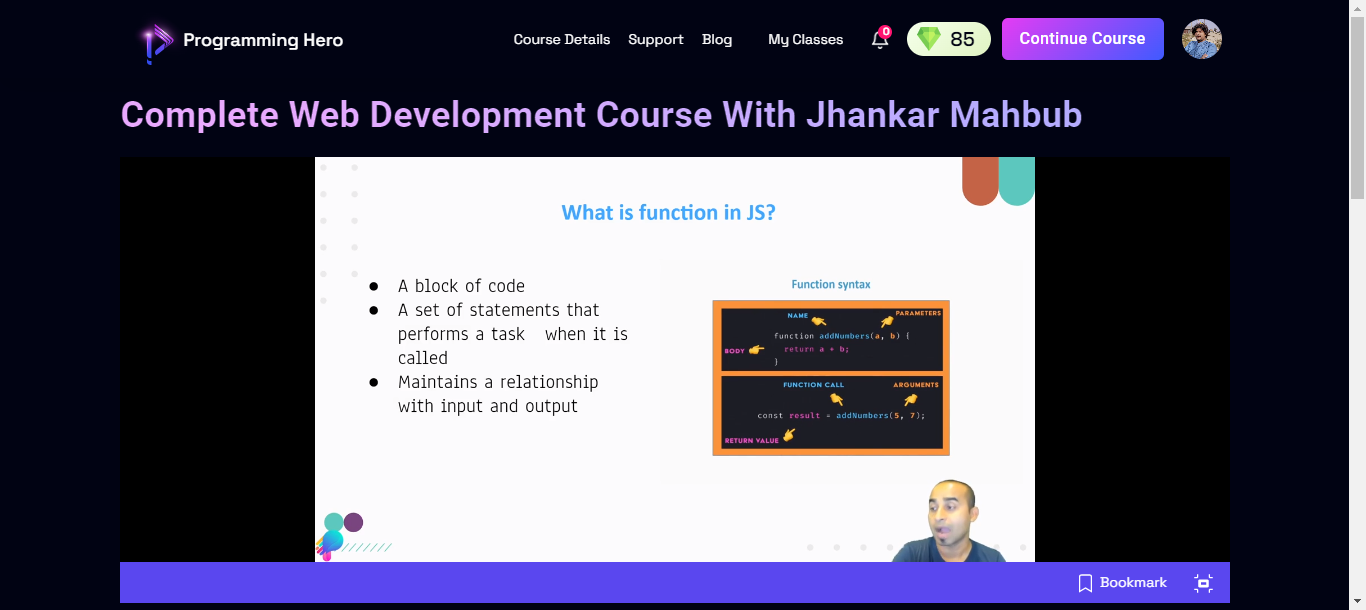 Programming Hero
Course Details Support Blog My Classes 0 85 Continue Course
Complete Web Development Course With Jhankar Mahbub
What is function in JS?
● A block of code
● A set of statements that
performs a task when it is
called
● Maintains a relationship
with input and output
Function syntax
NAME PARAMETERS
function addNumbers(a, b) {
BODY return a + b;
}
FUNCTION CALL ARGUMENTS
const result = addNumbers(5, 7);
RETURN VALUE
Bookmark